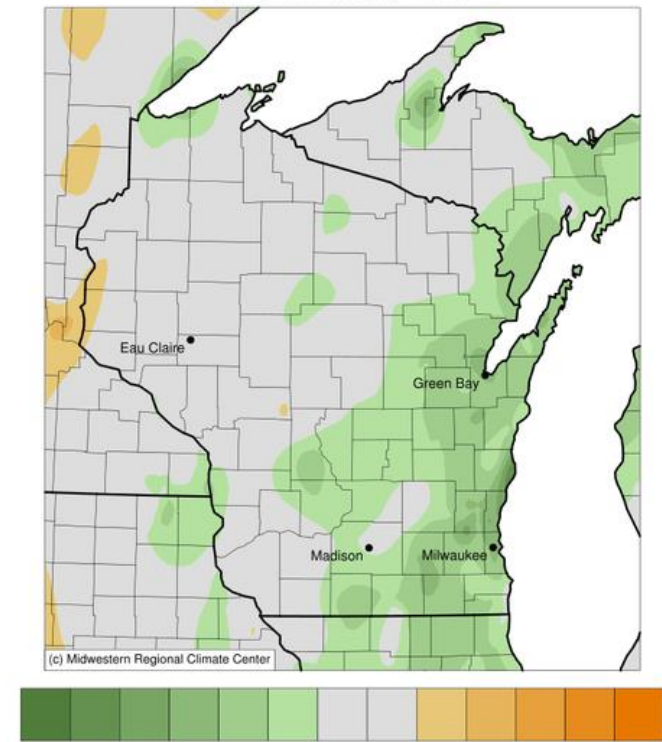 Eau Claire
Green Bay
Madison
Milwaukee
(c) Midwestern Regional Climate Center